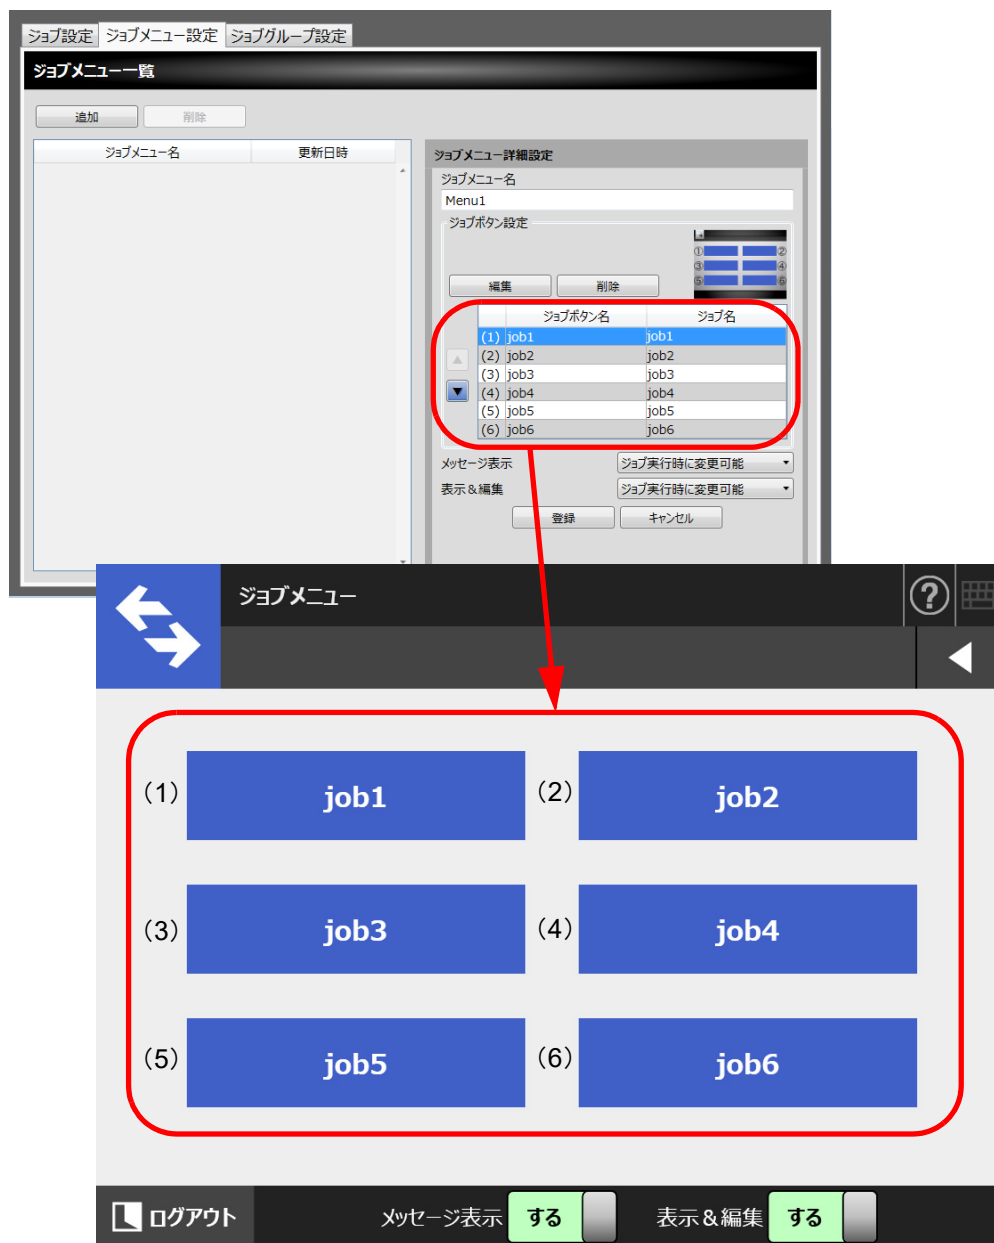 ジョブ設定 ジョブメニュー設定 ジョブグループ設定
ジョブメニュー一覧
追加 削除
ジョブメニュー名 更新日時
ジョブメニュー詳細設定
ジョブメニュー名
Menu1
ジョブボタン設定
① ②
③ ④
⑤ ⑥
編集 削除
ジョブボタン名 ジョブ名
(1) job1 job1
(2) job2 job2
(3) job3 job3
(4) job4 job4
(5) job5 job5
(6) job6 job6
メッセージ表示 ジョブ実行時に変更可能
表示＆編集 ジョブ実行時に変更可能
登録 キャンセル
ジョブメニュー ?
（1） job1 （2） job2
（3） job3 （4） job4
（5） job5 （6） job6
ログアウト メッセージ表示 する 表示＆編集 する